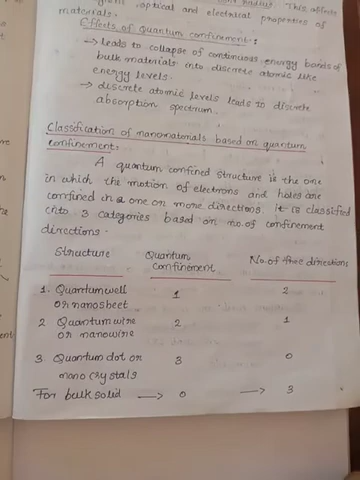 optical and electrical properties of
materials.
Effects of Quantum confinement :
→ leads to collapse of continuous energy bands of
bulk materials into discrete atomic like
energy levels.
→ discrete atomic levels leads to discrete
absorption spectrum.
Classification of nanomaterials based on quantum
confinement:
A quantum confined structure is the one
in which the motion of electrons and holes are
confined in a one or more directions. It is classified
into 3 categories based on no. of confinement
directions.
Structure Quantum confinement No. of free directions
1. Quantum well or nanosheet 1 2
2 Quantum wire or nanowire 2 1
3. Quantum dot or nano crystals 3 0
For bulk solid → 0 → 3